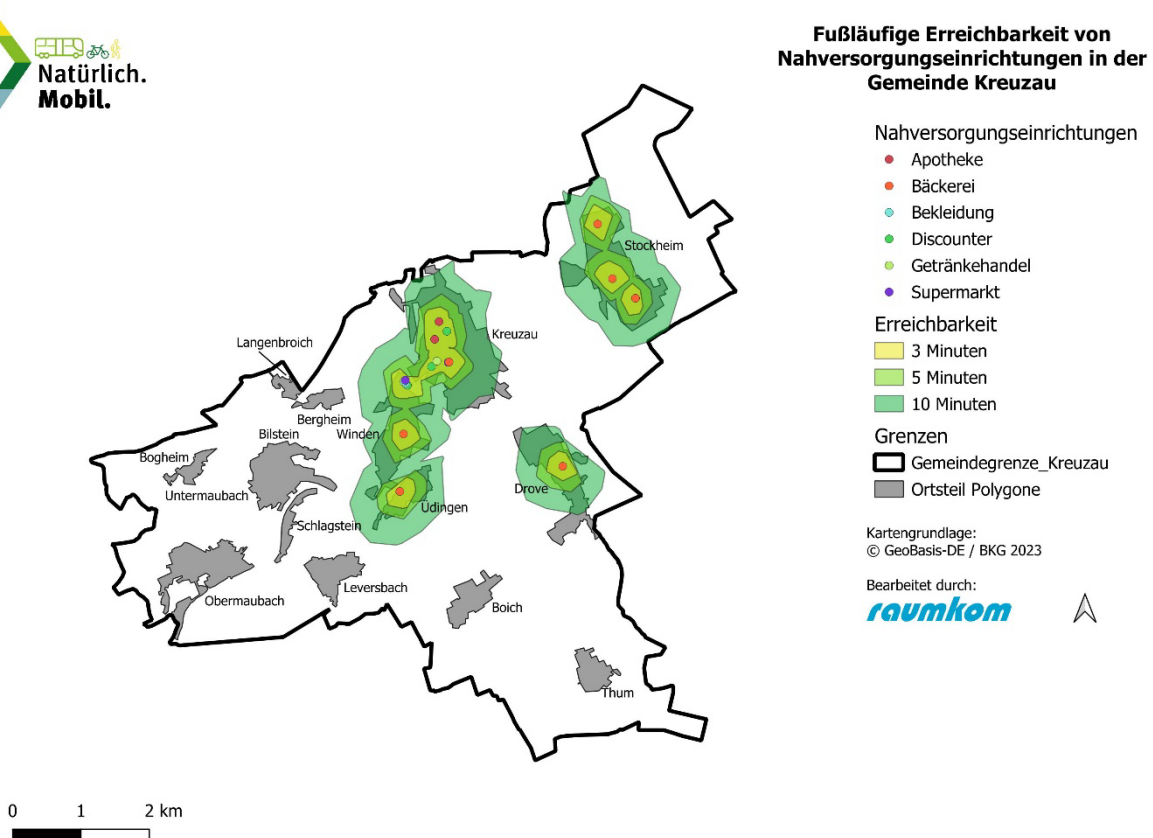 Natürlich.
Mobil.
Fußläufige Erreichbarkeit von
Nahversorgungseinrichtungen in der
Gemeinde Kreuzau
Nahversorgungseinrichtungen
Apotheke
Bäckerei
Bekleidung
Discounter
Getränkehandel
Supermarkt
Erreichbarkeit
3 Minuten
5 Minuten
10 Minuten
Grenzen
Gemeindegrenze_Kreuzau
Ortsteil Polygone
Kartengrundlage:
© GeoBasis-DE / BKG 2023
Bearbeitet durch:
raumkom
Stockheim
Kreuzau
Langenbroich
Bergheim
Bilstein
Winden
Bogheim
Untermaubach
Drove
Üdingen
Schlagstein
Leversbach
Obermaubach
Boich
Thum
0 1 2 km